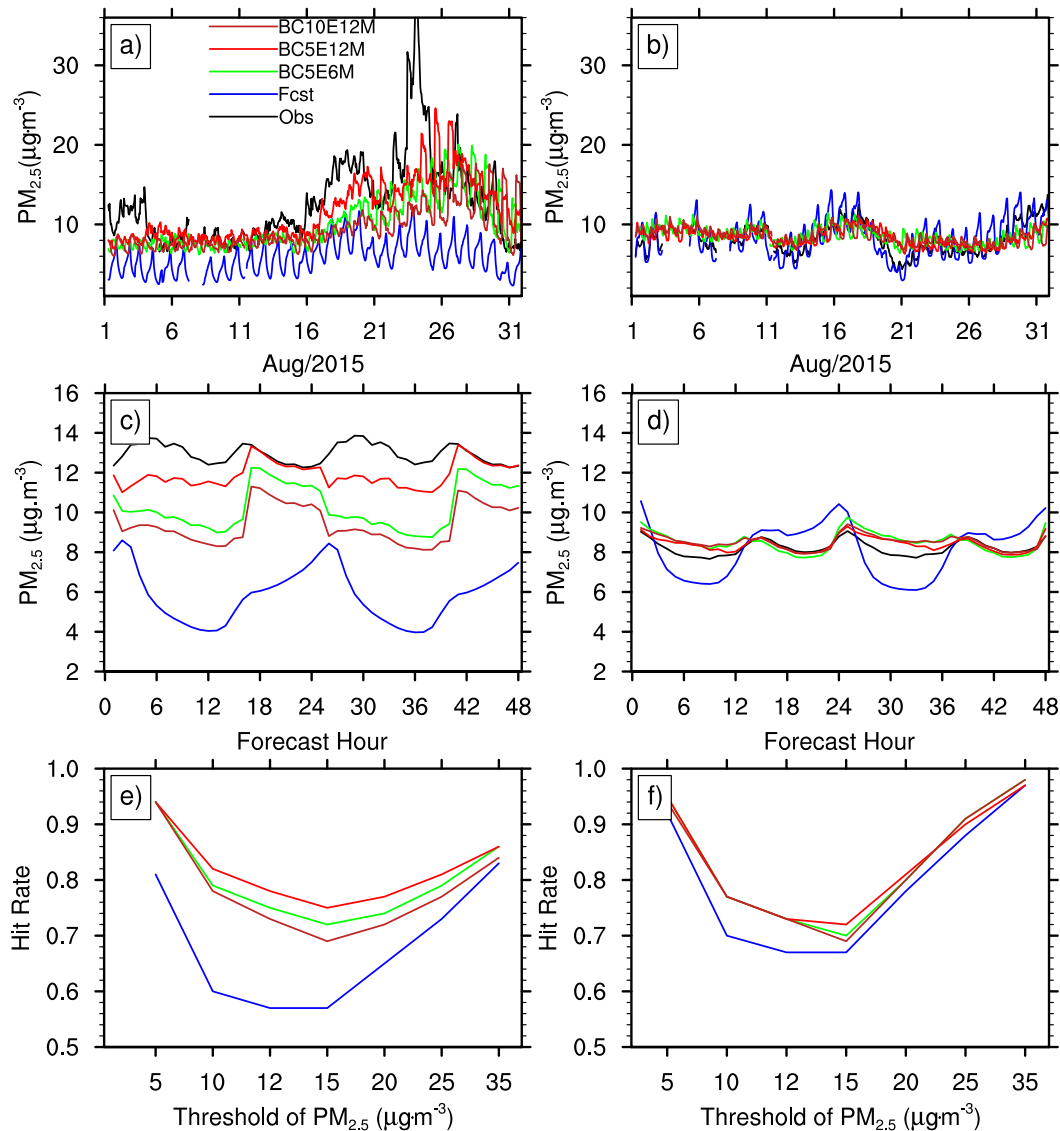 a)
BC10E12M
BC5E12M
BC5E6M
Fcst
Obs
PM2.5(μg·m-3)
30
20
10
1 6 11 16 21 26 31
Aug/2015
b)
PM2.5(μg·m-3)
30
20
10
1 6 11 16 21 26 31
Aug/2015
c)
PM2.5 (μg.m-3)
16
14
12
10
8
6
4
2
0 6 12 18 24 30 36 42 48
Forecast Hour
d)
PM2.5 (μg.m-3)
16
14
12
10
8
6
4
2
0 6 12 18 24 30 36 42 48
Forecast Hour
e)
Hit Rate
1.0
0.9
0.8
0.7
0.6
0.5
5 10 12 15 20 25 35
Threshold of PM2.5 (μg·m-3)
f)
Hit Rate
1.0
0.9
0.8
0.7
0.6
0.5
5 10 12 15 20 25 35
Threshold of PM2.5 (μg·m-3)